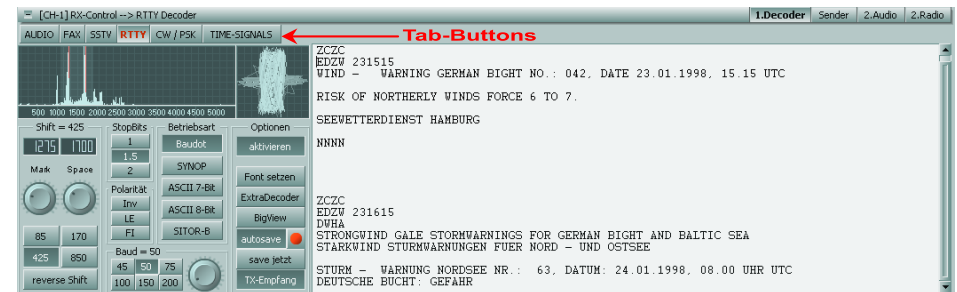 [CH-1] RX-Control --> RTTY Decoder
1.Decoder Sender 2.Audio 2.Radio
AUDIO FAX SSTV RTTY CW / PSK TIME-SIGNALS Tab-Buttons
500 1000 1500 2000 2500 3000 3500 4000 4500 5000
Shift = 425 StopBits Betriebsart Optionen
1275 1700 1 Baudot aktivieren
1.5
Mark Space 2 SYNOP Font setzen
Polarität ASCII 7-Bit ExtraDecoder
Inv
LE ASCII 8-Bit BigView
85 170 FI SITOR-B autosave
425 850 Baud = 50 save jetzt
45 50 75
reverse Shift 100 150 200 TX-Empfang
ZCZC
EDZW 231515
WIND - WARNING GERMAN BIGHT NO.: 042, DATE 23.01.1998, 15.15 UTC
RISK OF NORTHERLY WINDS FORCE 6 TO 7.
SEEWETTERDIENST HAMBURG
NNNN
ZCZC
EDZW 231615
DWHA
STRONGWIND GALE STORMWARNINGS FOR GERMAN BIGHT AND BALTIC SEA
STARKWIND STURMWARNUNGEN FUER NORD - UND OSTSEE
STURM - WARNUNG NORDSEE NR.: 63, DATUM: 24.01.1998, 08.00 UHR UTC
DEUTSCHE BUCHT: GEFAHR